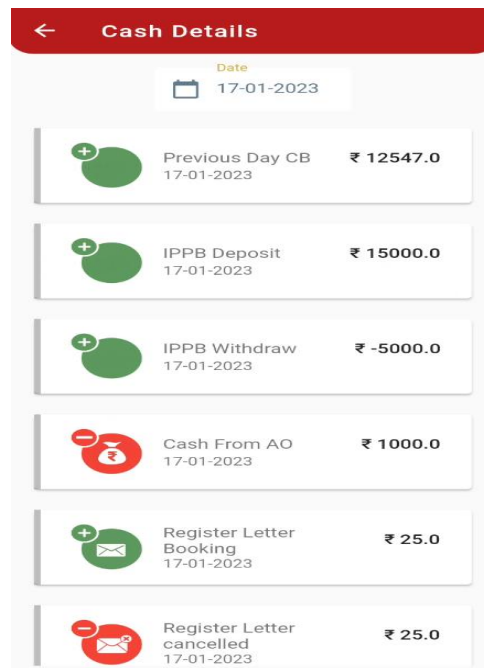 Cash Details
Date
17-01-2023
Previous Day CB ₹ 12547.0
17-01-2023
IPPB Deposit ₹ 15000.0
17-01-2023
IPPB Withdraw ₹ -5000.0
17-01-2023
Cash From AO ₹ 1000.0
17-01-2023
Register Letter
Booking ₹ 25.0
17-01-2023
Register Letter
cancelled ₹ 25.0
17-01-2023